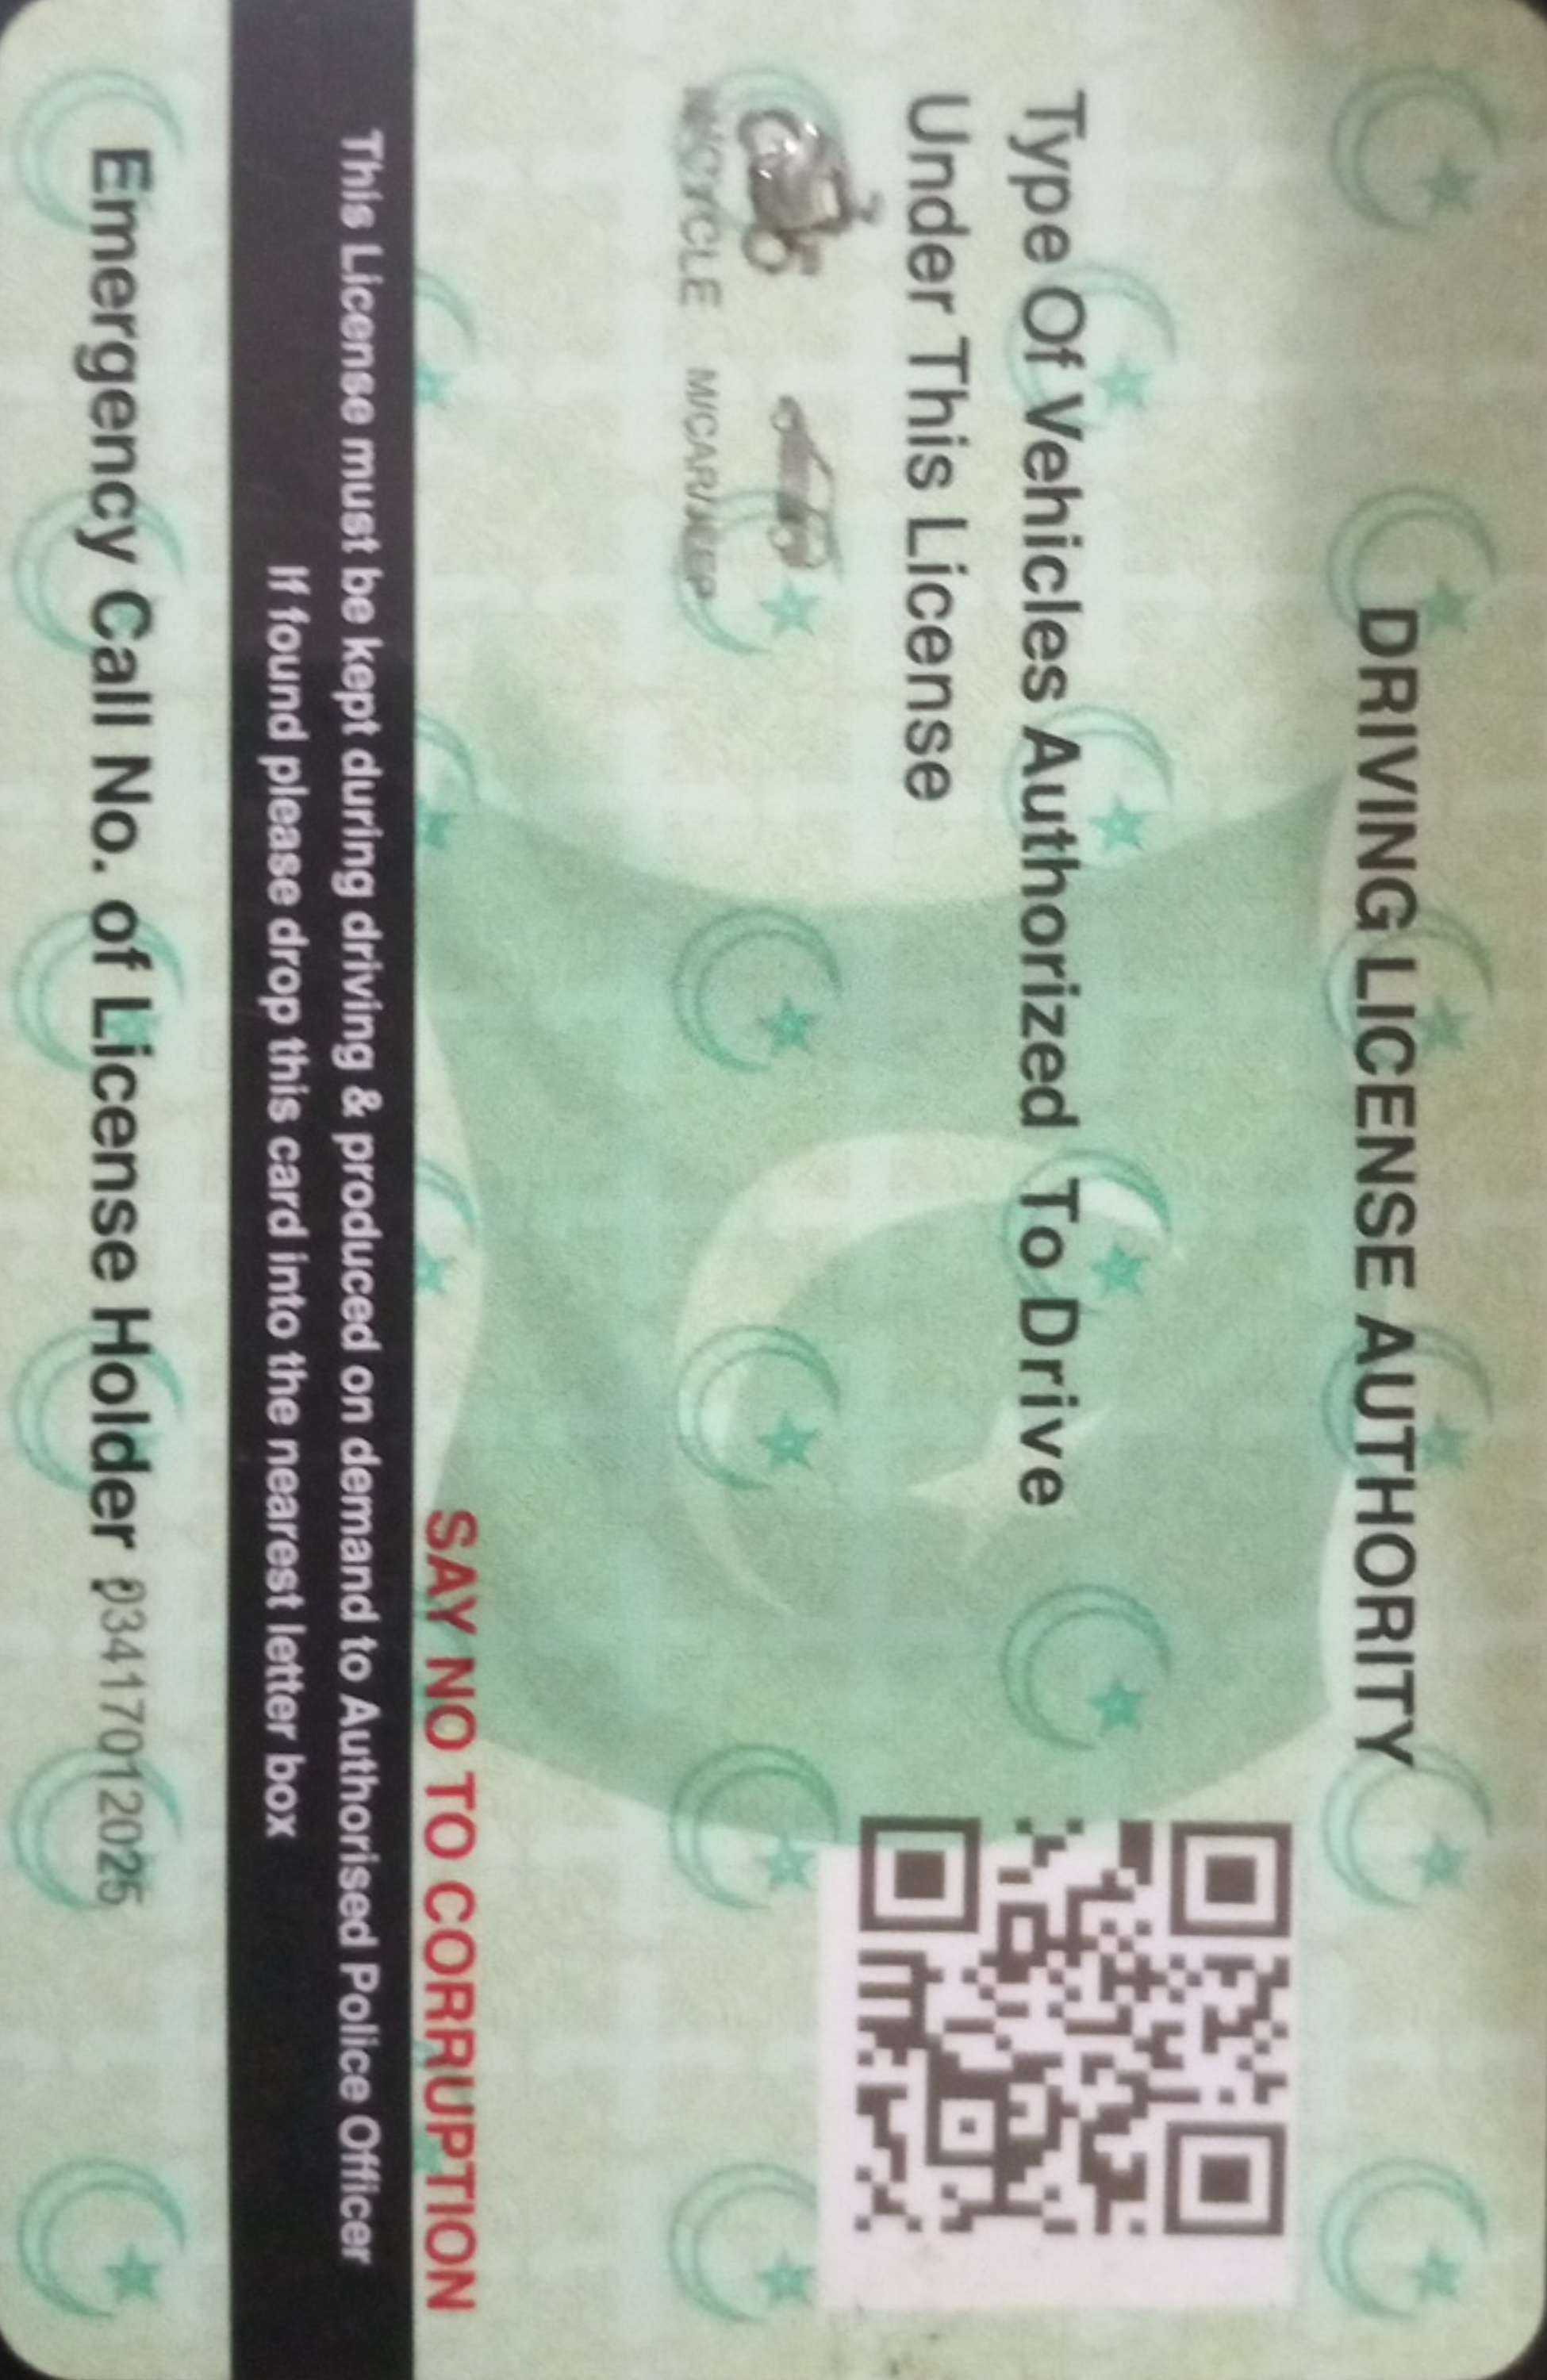 DRIVING LICENSE AUTHORITY
Type Of Vehicles Authorized To Drive
Under This License
M/CYCLE M/CAR/JEEP
SAY NO TO CORRUPTION
This License must be kept during driving & produced on demand to Authorised Police Officer
If found please drop this card into the nearest letter box
Emergency Call No. of License Holder 03417012025